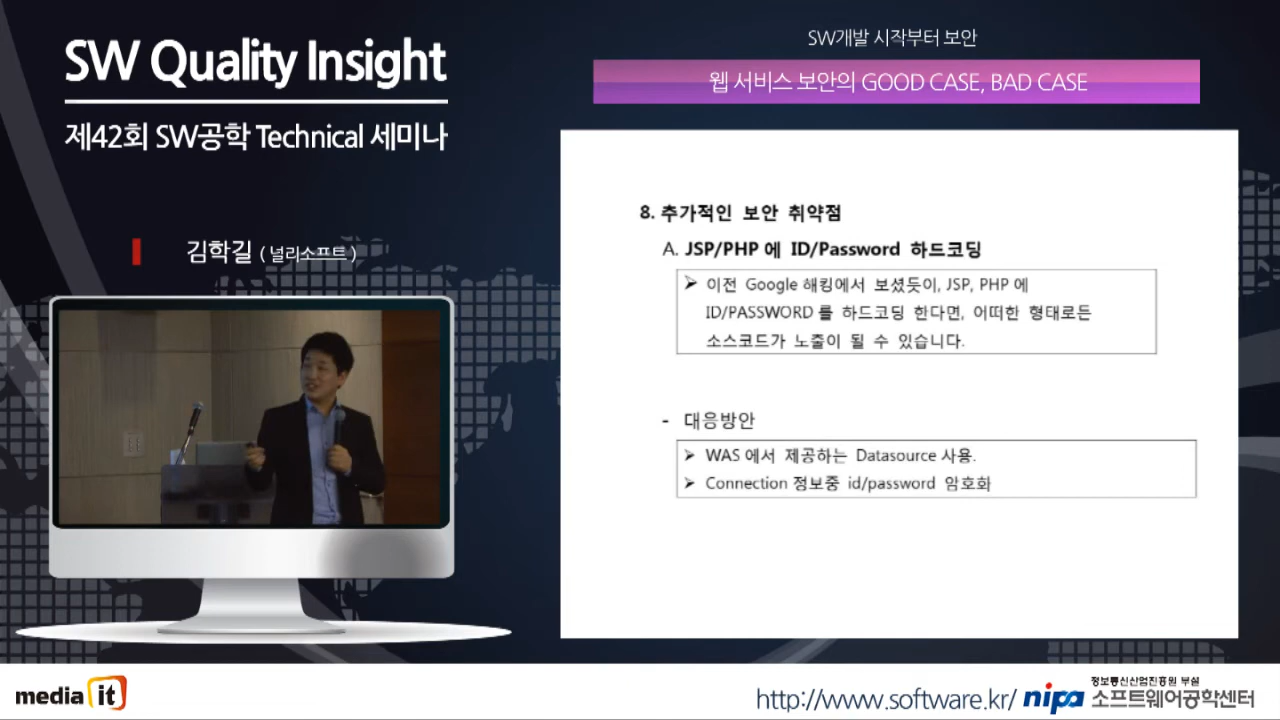 SW Quality Insight
제42회 SW공학 Technical 세미나
김학길 ( 널리소프트 )
SW개발 시작부터 보안
웹 서비스 보안의 GOOD CASE, BAD CASE
8. 추가적인 보안 취약점
A. JSP/PHP 에 ID/Password 하드코딩
➢ 이전 Google 해킹에서 보셨듯이, JSP, PHP 에
ID/PASSWORD 를 하드코딩 한다면, 어떠한 형태로든
소스코드가 노출이 될 수 있습니다.
- 대응방안
➢ WAS 에서 제공하는 Datasource 사용.
➢ Connection 정보중 id/password 암호화
media it
http://www.software.kr/
nipa
정보통신산업진흥원 부설
소프트웨어공학센터